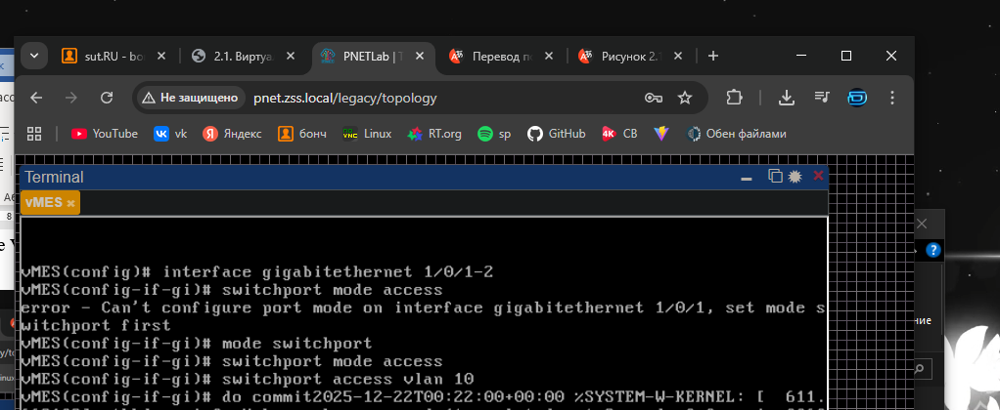 sut.RU - бо
2.1. Виртуа
PNETLab | T
Перевод п
Рисунок 2.1
Не защищено
pnet.zss.local/legacy/topology
YouTube
vk
Яндекс
бонч
Linux
RT.org
sp
GitHub
СВ
Обен файлами
Terminal
vMES
vMES(config)# interface gigabitethernet 1/0/1-2
vMES(config-if-gi)# switchport mode access
error - Can't configure port mode on interface gigabitethernet 1/0/1, set mode s
witchport first
vMES(config-if-gi)# mode switchport
vMES(config-if-gi)# switchport mode access
vMES(config-if-gi)# switchport access vlan 10
vMES(config-if-gi)# do commit2025-12-22T00:22:00+00:00 %SYSTEM-W-KERNEL: [  611.
ние